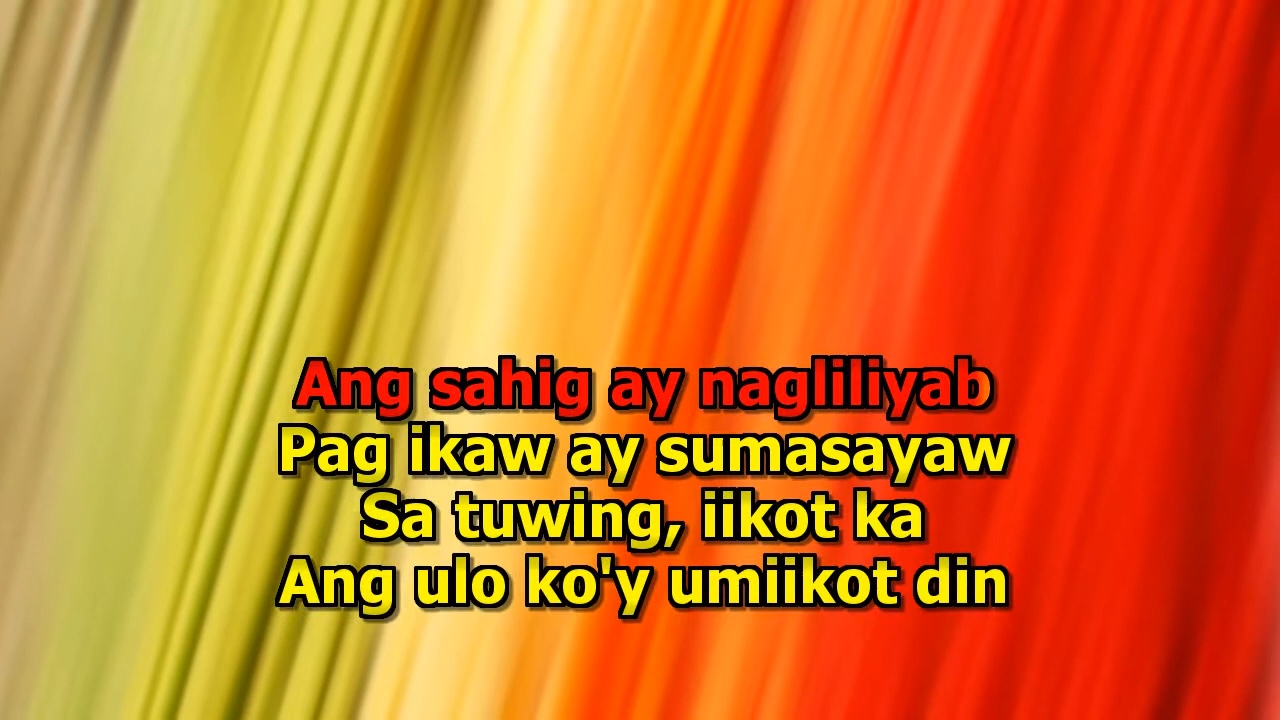 Ang sahig ay nagliliyab
Pag ikaw ay sumasayaw
Sa tuwing, iikot ka
Ang ulo ko'y umiikot din